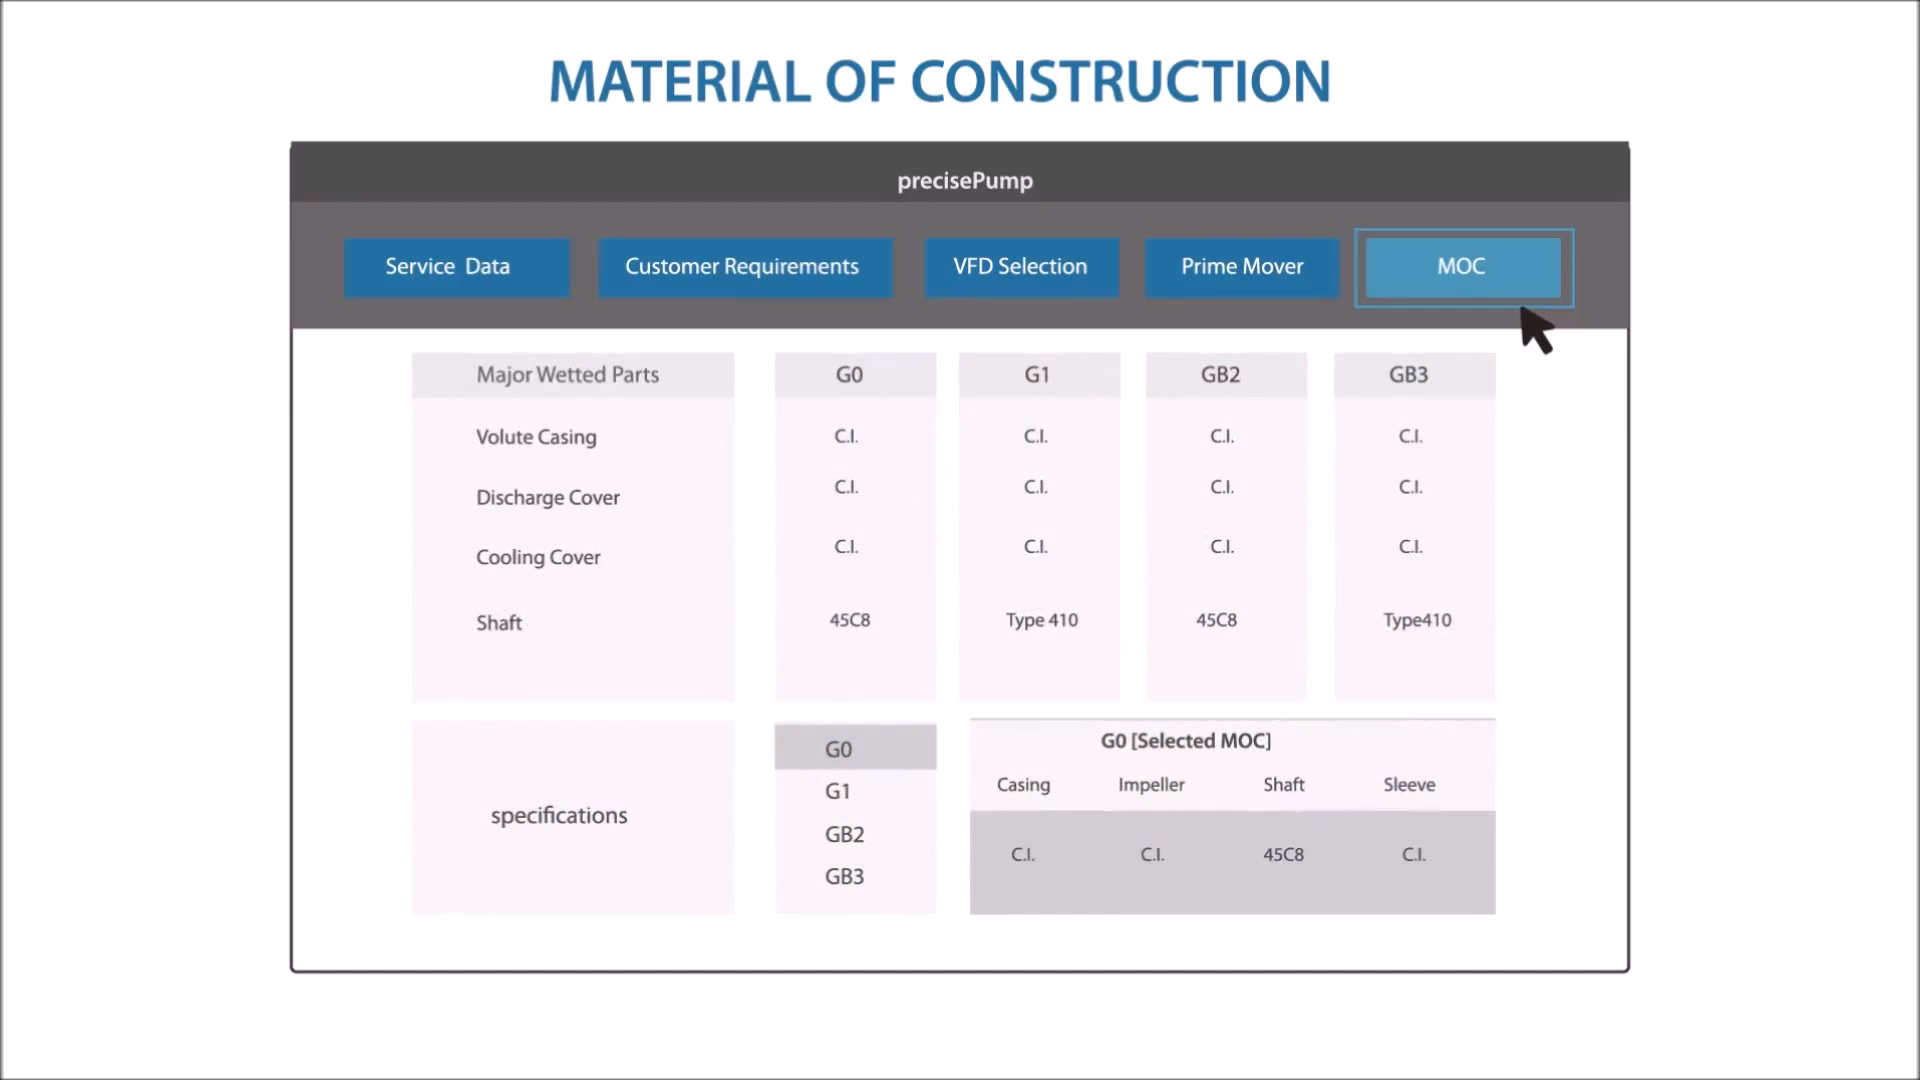 MATERIAL OF CONSTRUCTION
precisePump
Service Data Customer Requirements VFD Selection Prime Mover MOC
Major Wetted Parts G0 G1 GB2 GB3
Volute Casing C.I. C.I. C.I. C.I.
Discharge Cover C.I. C.I. C.I. C.I.
Cooling Cover C.I. C.I. C.I. C.I.
Shaft 45C8 Type 410 45C8 Type410
specifications
G0
G1
GB2
GB3
G0 [Selected MOC]
Casing Impeller Shaft Sleeve
C.I. C.I. 45C8 C.I.